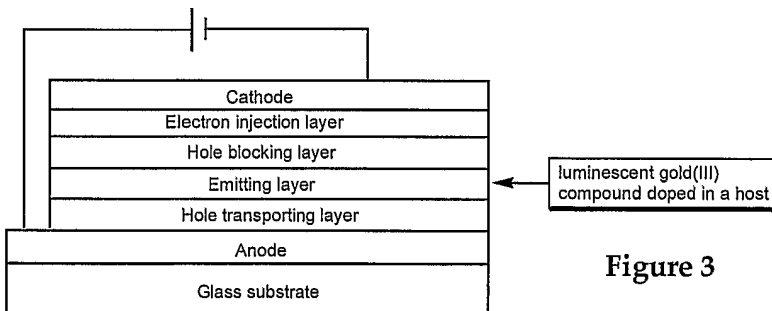 Cathode
Electron injection layer
Hole blocking layer
Emitting layer
Hole transporting layer
Anode
Glass substrate
luminescent gold(III)
compound doped in a host
Figure 3